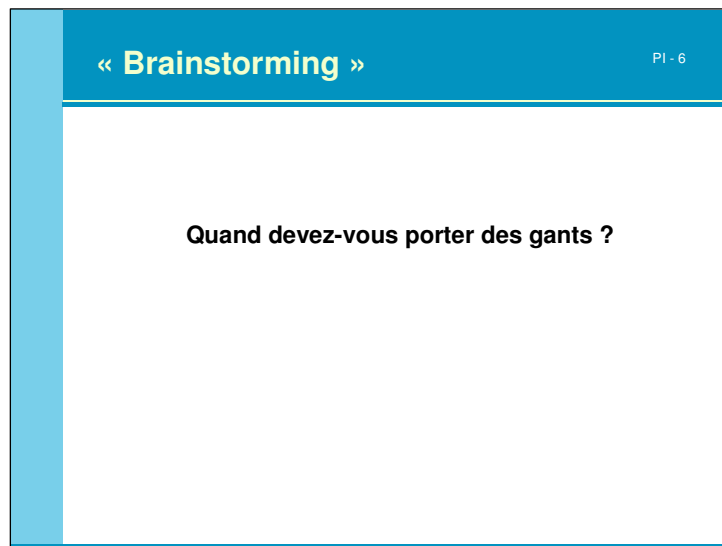 « Brainstorming »
PI - 6
Quand devez-vous porter des gants ?